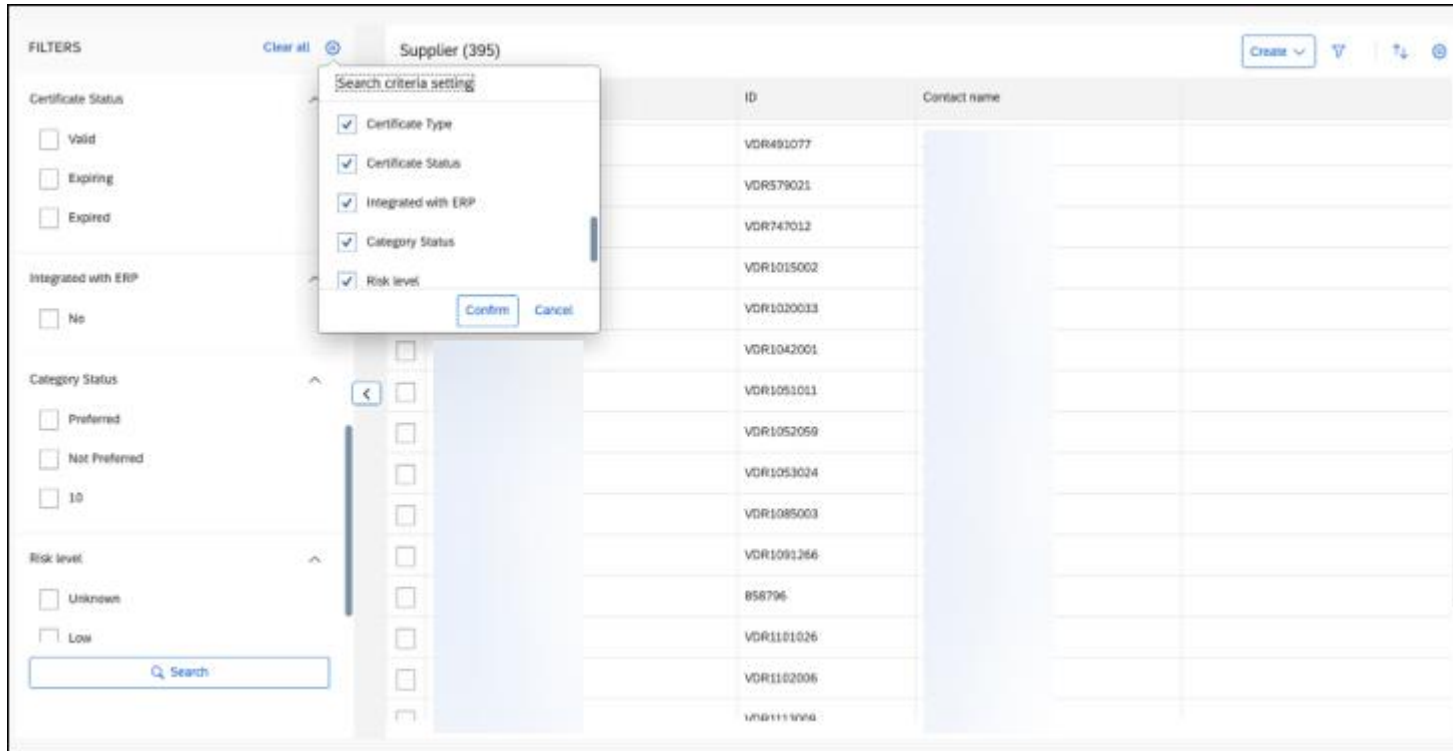 FILTERS
Clear all
Supplier (395)
Create
Search criteria setting
Certificate Type
Certificate Status
Integrated with ERP
Category Status
Risk level
Confirm
Cancel
Certificate Status
Valid
Expiring
Expired
Integrated with ERP
No
Category Status
Preferred
Not Preferred
10
Risk level
Unknown
Low
Search
ID
Contact name
VDR491077
VDR579021
VDR747012
VDR1015002
VDR1020033
VDR1042001
VDR1051011
VDR1052059
VDR1053024
VDR1085003
VDR1091266
858796
VDR1101026
VDR1102006
VDR1113009